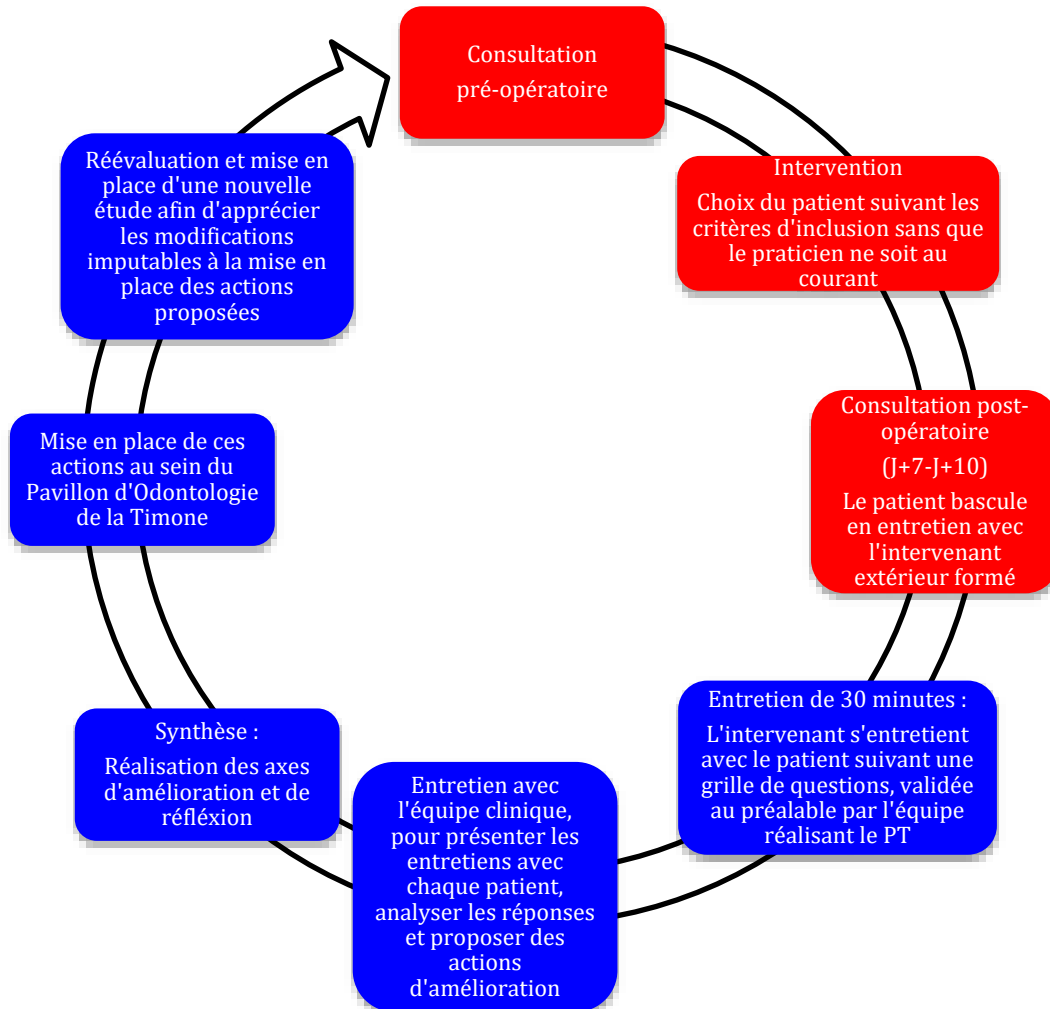 Consultation
pré-opératoire
Intervention
Choix du patient suivant les
critères d'inclusion sans que
le praticien ne soit au
courant
Consultation post-
opératoire
(J+7-J+10)
Le patient bascule
en entretien avec
l'intervenant
extérieur formé
Entretien de 30 minutes :
L'intervenant s'entretient
avec le patient suivant une
grille de questions, validée
au préalable par l'équipe
réalisant le PT
Entretien avec
l'équipe clinique,
pour présenter les
entretiens avec
chaque patient,
analyser les réponses
et proposer des
actions
d'amélioration
Synthèse :
Réalisation des axes
d'amélioration et de
réfléxion
Mise en place de ces
actions au sein du
Pavillon d'Odontologie
de la Timone
Réévaluation et mise en
place d'une nouvelle
étude afin d'apprécier
les modifications
imputables à la mise en
place des actions
proposées